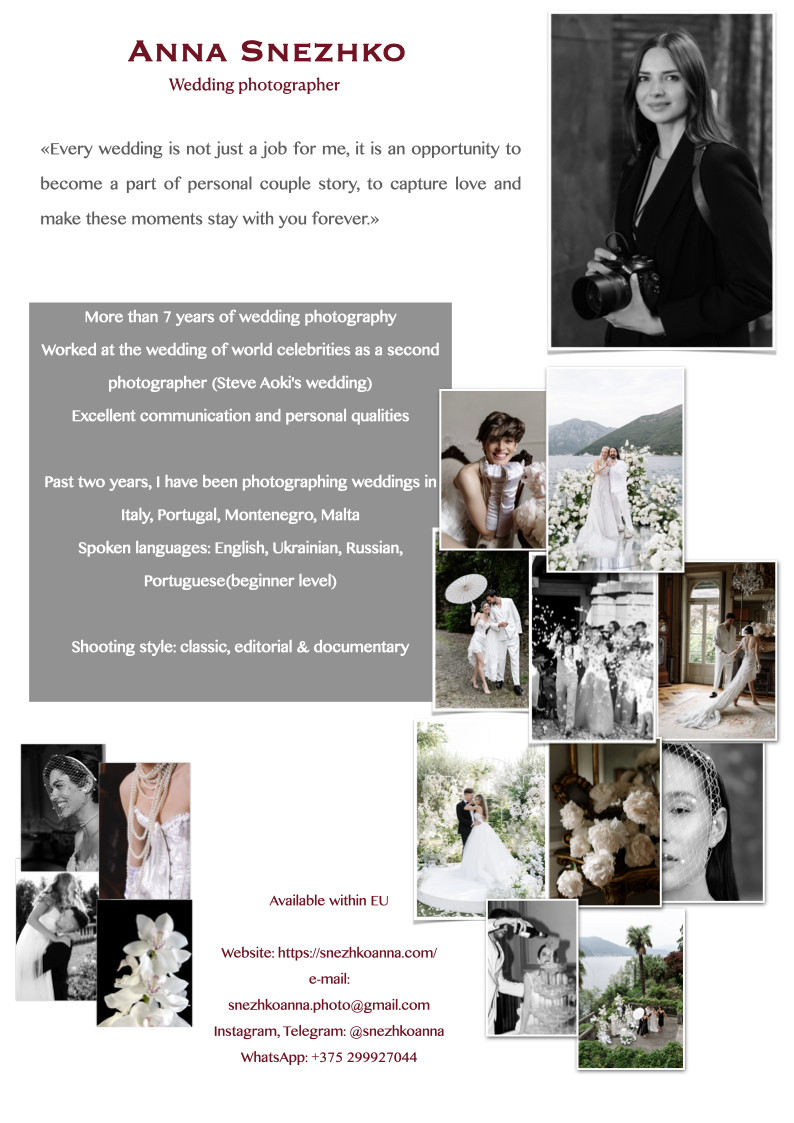 Anna Snezhko
Wedding photographer
«Every wedding is not just a job for me, it is an opportunity to
become a part of personal couple story, to capture love and
make these moments stay with you forever.»
More than 7 years of wedding photography
Worked at the wedding of world celebrities as a second
photographer (Steve Aoki's wedding)
Excellent communication and personal qualities
Past two years, I have been photographing weddings in
Italy, Portugal, Montenegro, Malta
Spoken languages: English, Ukrainian, Russian,
Portuguese(beginner level)
Shooting style: classic, editorial & documentary
Available within EU
Website: https://snezhkoanna.com/
e-mail:
snezhkoanna.photo@gmail.com
Instagram, Telegram: @snezhkoanna
WhatsApp: +375 299927044